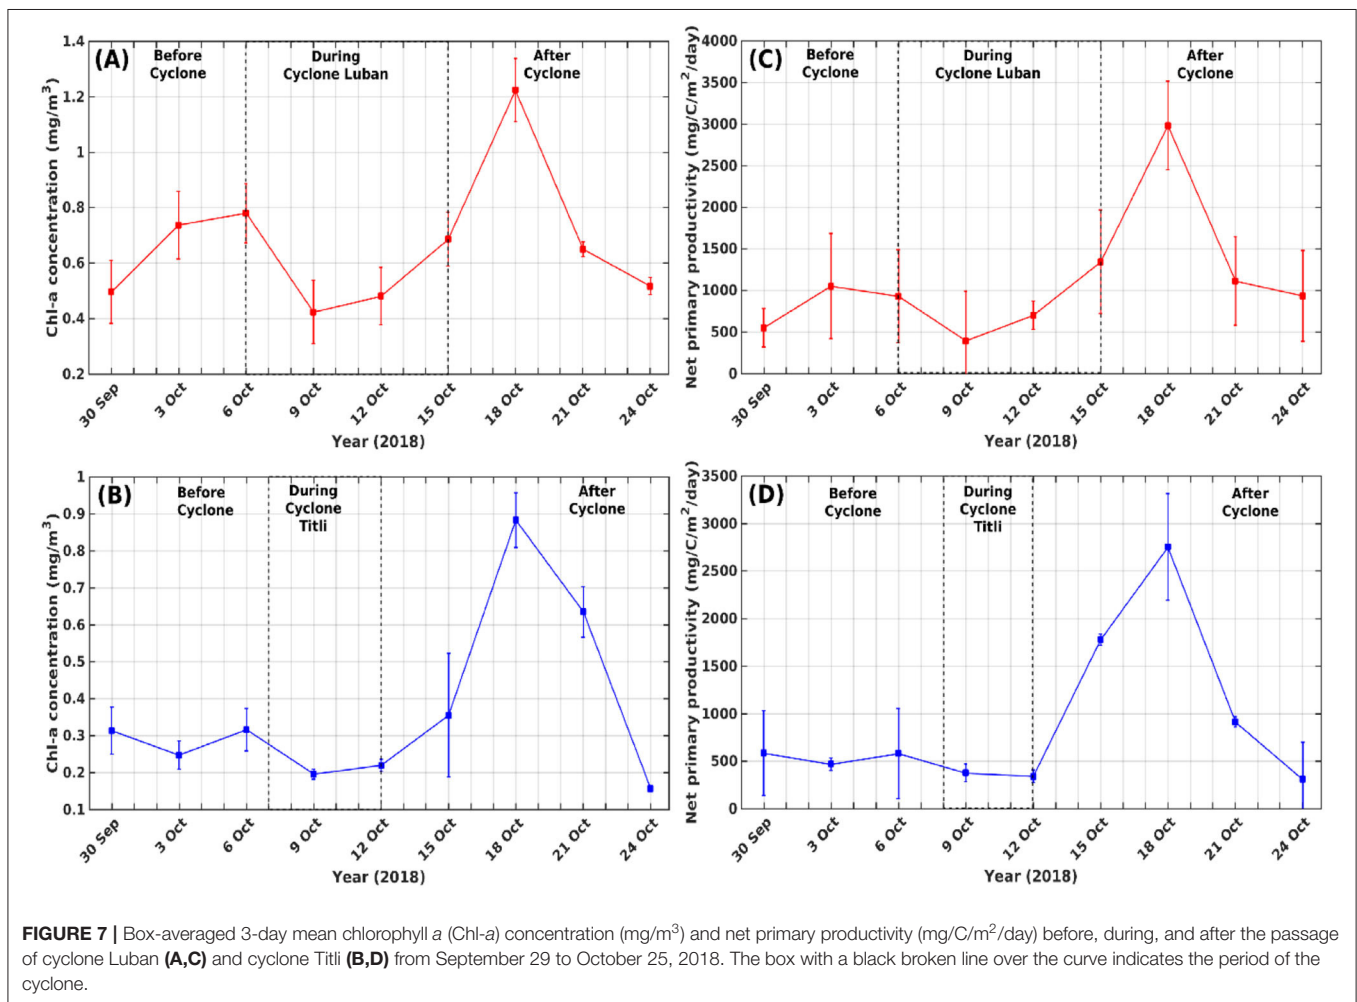 (A)
Before
Cyclone
During
Cyclone Luban
After
Cyclone
Chl-a concentration (mg/m³)
1.4
1.2
1
0.8
0.6
0.4
0.2
30 Sep
3 Oct
6 Oct
9 Oct
12 Oct
15 Oct
18 Oct
21 Oct
24 Oct
Year (2018)
(C)
Before
Cyclone
During
Cyclone Luban
After
Cyclone
Net primary productivity (mg/C/m²/day)
4000
3500
3000
2500
2000
1500
1000
500
0
30 Sep
3 Oct
6 Oct
9 Oct
12 Oct
15 Oct
18 Oct
21 Oct
24 Oct
Year (2018)
(B)
Before
Cyclone
During
Cyclone
Titli
After
Cyclone
Chl-a concentration (mg/m³)
1
0.9
0.8
0.7
0.6
0.5
0.4
0.3
0.2
0.1
30 Sep
3 Oct
6 Oct
9 Oct
12 Oct
15 Oct
18 Oct
21 Oct
24 Oct
Year (2018)
(D)
Before
Cyclone
During
Cyclone
Titli
After
Cyclone
Net primary productivity (mg/C/m²/day)
3500
3000
2500
2000
1500
1000
500
0
30 Sep
3 Oct
6 Oct
9 Oct
12 Oct
15 Oct
18 Oct
21 Oct
24 Oct
Year (2018)
FIGURE 7 | Box-averaged 3-day mean chlorophyll a (Chl-a) concentration (mg/m³) and net primary productivity (mg/C/m²/day) before, during, and after the passage
of cyclone Luban (A,C) and cyclone Titli (B,D) from September 29 to October 25, 2018. The box with a black broken line over the curve indicates the period of the
cyclone.